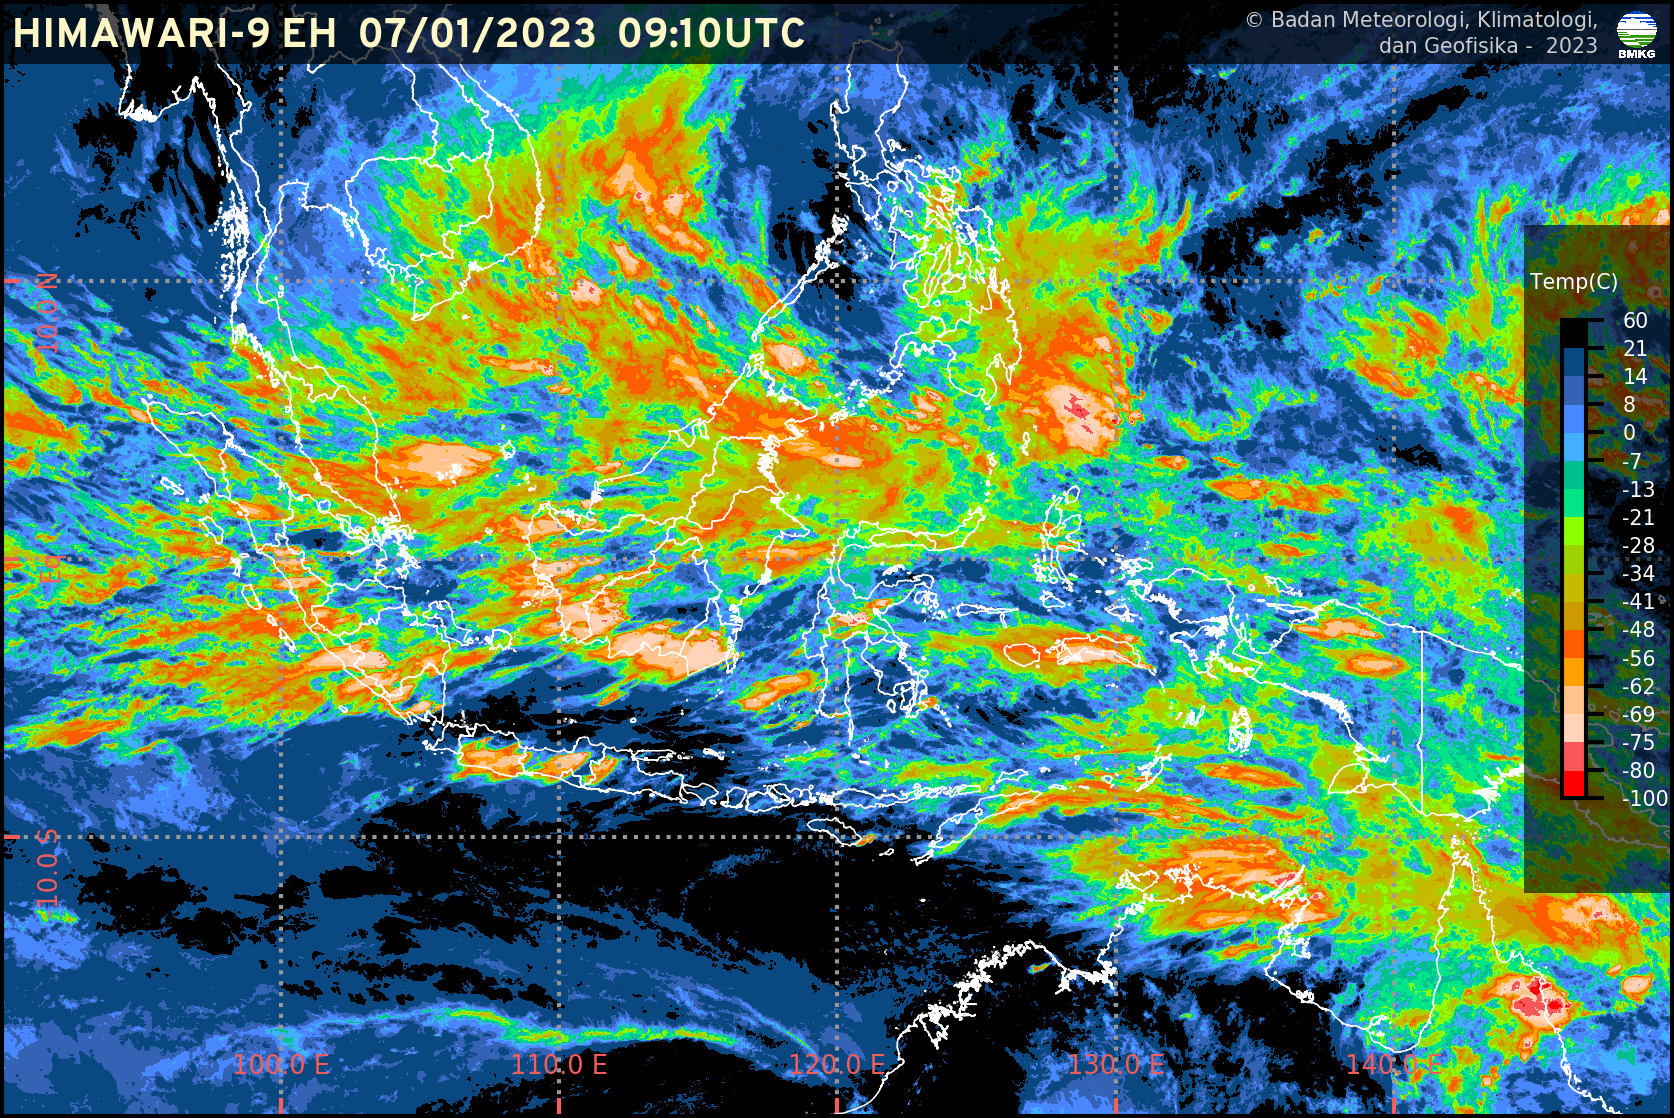 HIMAWARI-9 EH  07/01/2023  09:10UTC
© Badan Meteorologi, Klimatologi,
dan Geofisika -  2023
BMKG
Temp(C)
60
21
14
8
0
-7
-13
-21
-28
-34
-41
-48
-56
-62
-69
-75
-80
-100
10.0 N
Eq
10.0 S
100.0 E
110.0 E
120.0 E
130.0 E
140.0 E